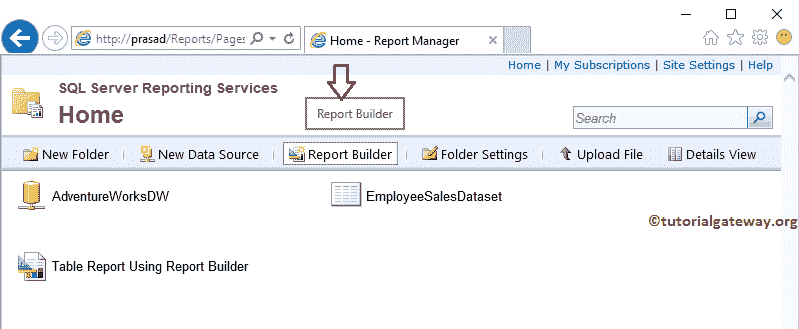 http://prasad/Reports/Pages
Home - Report Manager
Home | My Subscriptions | Site Settings | Help
SQL Server Reporting Services
Home
Report Builder
Search
New Folder
New Data Source
Report Builder
Folder Settings
Upload File
Details View
AdventureWorksDW
EmployeeSalesDataset
©tutorialgateway.org
Table Report Using Report Builder